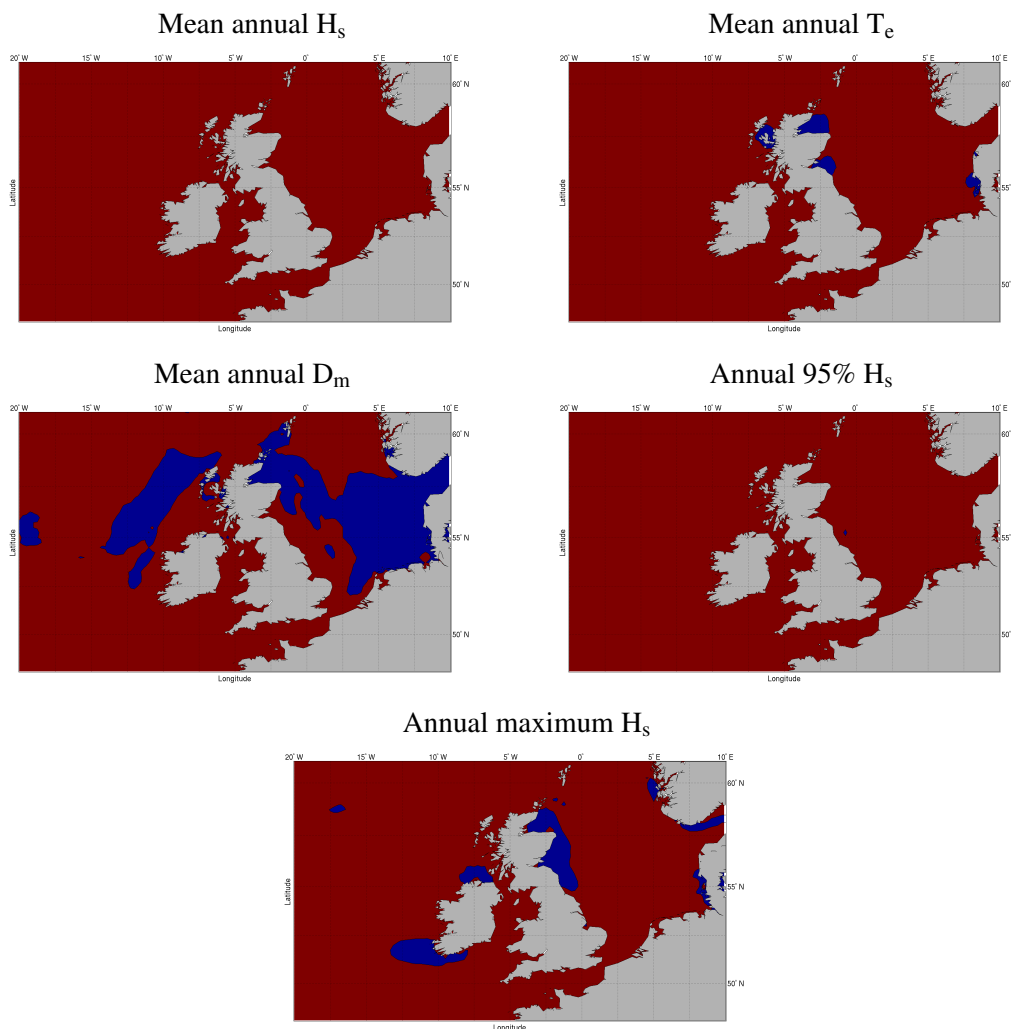 Mean annual Hs
Mean annual Te
20° W 15° W 10° W 5° W 0° 5° E 10° E
20° W 15° W 10° W 5° W 0° 5° E 10° E
60° N
60° N
Latitude
Latitude
55° N
55° N
50° N
50° N
Longitude
Longitude
Mean annual Dm
Annual 95% Hs
20° W 15° W 10° W 5° W 0° 5° E 10° E
20° W 15° W 10° W 5° W 0° 5° E 10° E
60° N
60° N
Latitude
Latitude
55° N
55° N
50° N
50° N
Longitude
Longitude
Annual maximum Hs
20° W 15° W 10° W 5° W 0° 5° E 10° E
60° N
Latitude
55° N
50° N
Longitude